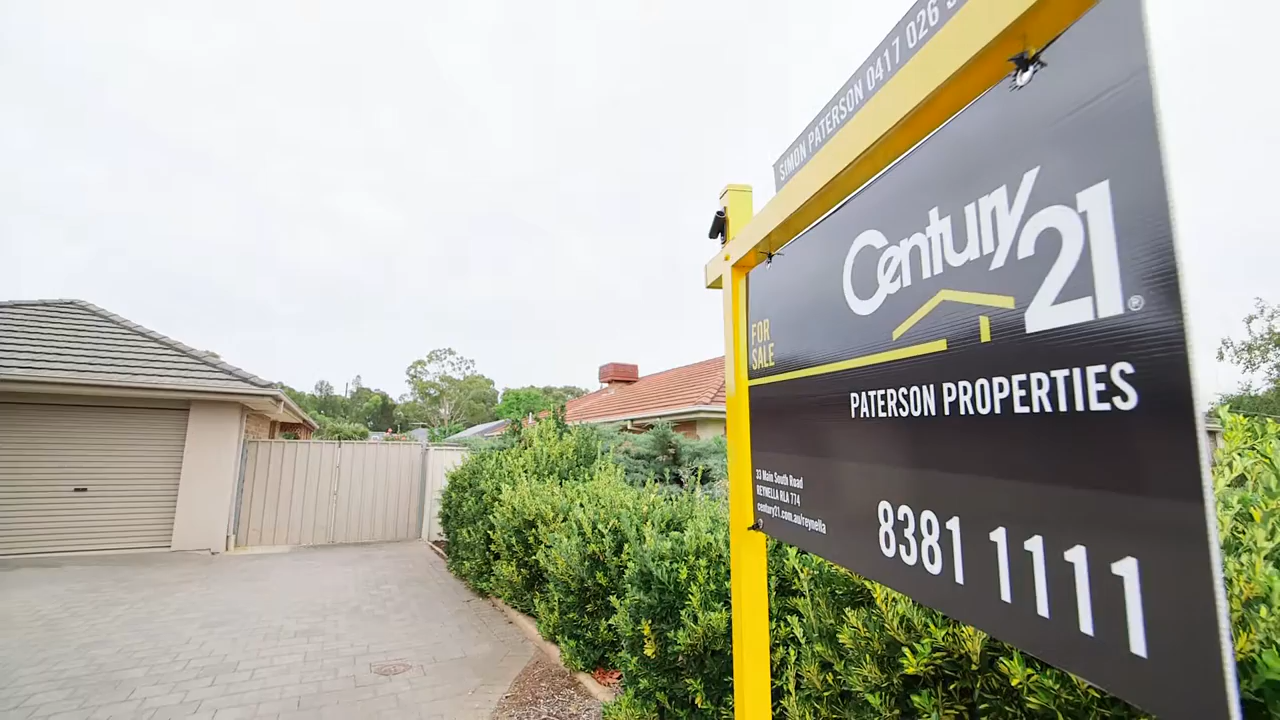 SIMON PATERSON 0417 026
Century 21®
FOR
SALE
PATERSON PROPERTIES
33 Main South Road
REYNELLA RLA 774
century21.com.au/reynella
8381 1111